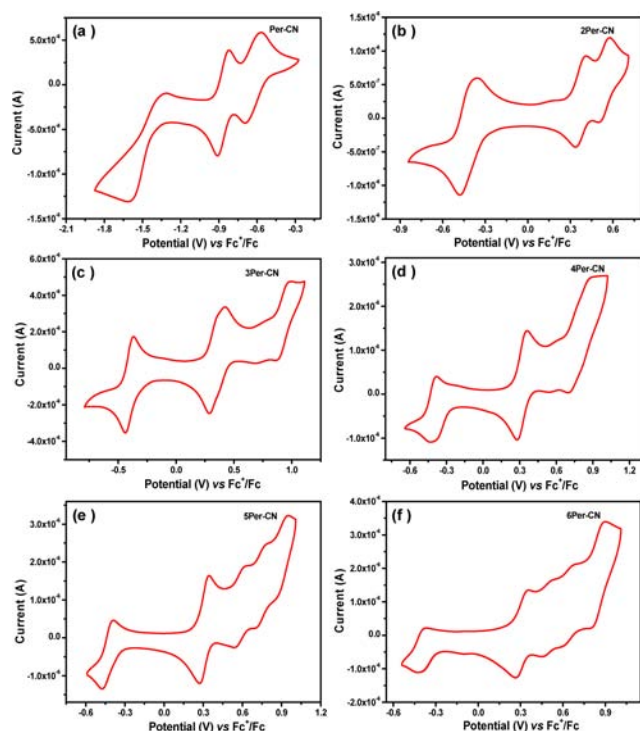 (a)
Per-CN
5.0x10⁻⁶
0.0
-5.0x10⁻⁶
-1.0x10⁻⁵
-1.5x10⁻⁵
Current (A)
-2.1 -1.8 -1.5 -1.2 -0.9 -0.6 -0.3
Potential (V) vs Fc⁺/Fc
(b)
2Per-CN
1.5x10⁻⁶
1.0x10⁻⁶
5.0x10⁻⁷
0.0
-5.0x10⁻⁷
-1.0x10⁻⁶
-1.5x10⁻⁶
Current (A)
-0.9 -0.6 -0.3 0.0 0.3 0.6
Potential (V) vs Fc⁺/Fc
(c)
3Per-CN
6.0x10⁻⁶
4.0x10⁻⁶
2.0x10⁻⁶
0.0
-2.0x10⁻⁶
-4.0x10⁻⁶
Current (A)
-0.5 0.0 0.5 1.0
Potential (V) vs Fc⁺/Fc
(d)
4Per-CN
3.0x10⁻⁶
2.0x10⁻⁶
1.0x10⁻⁶
0.0
-1.0x10⁻⁶
Current (A)
-0.6 -0.3 0.0 0.3 0.6 0.9 1.2
Potential (V) vs Fc⁺/Fc
(e)
5Per-CN
3.0x10⁻⁶
2.0x10⁻⁶
1.0x10⁻⁶
0.0
-1.0x10⁻⁶
Current (A)
-0.6 -0.3 0.0 0.3 0.6 0.9 1.2
Potential (V) vs Fc⁺/Fc
(f)
6Per-CN
4.0x10⁻⁶
3.0x10⁻⁶
2.0x10⁻⁶
1.0x10⁻⁶
0.0
-1.0x10⁻⁶
-2.0x10⁻⁶
Current (A)
-0.6 -0.3 0.0 0.3 0.6 0.9
Potential (V) vs Fc⁺/Fc